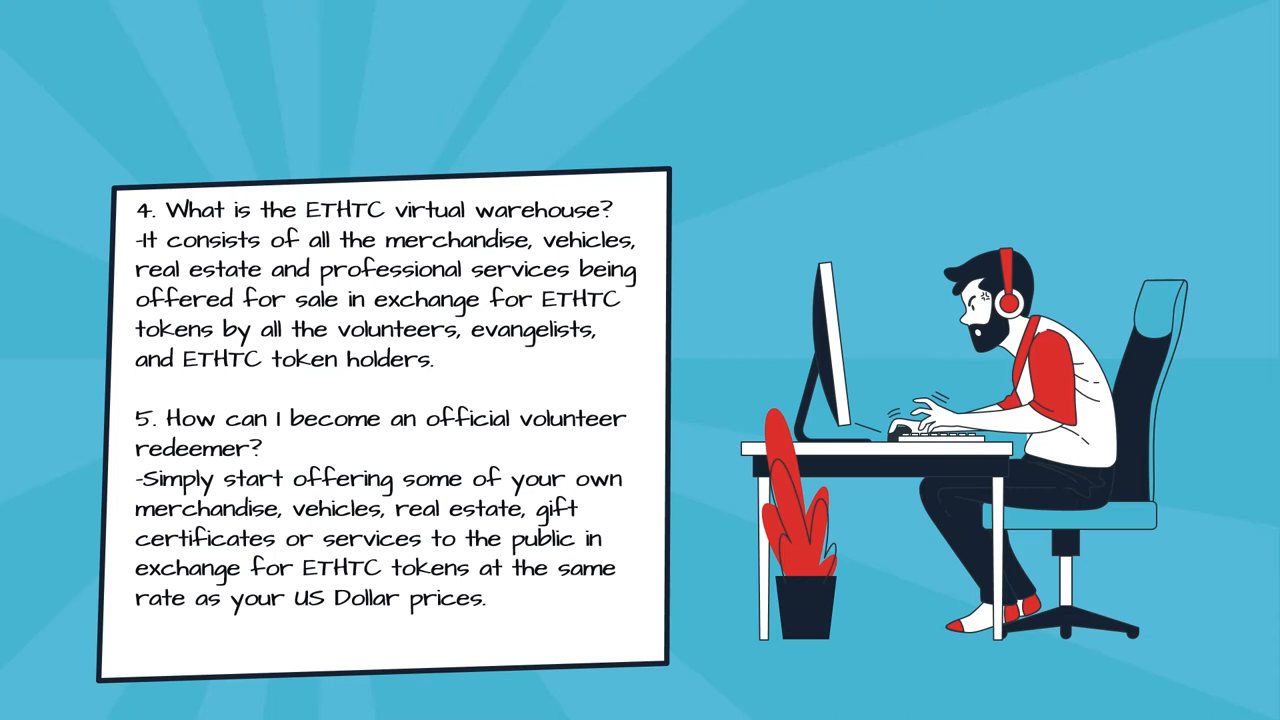 4. What is the ETHTC virtual warehouse?
-It consists of all the merchandise, vehicles,
real estate and professional services being
offered for sale in exchange for ETHTC
tokens by all the volunteers, evangelists,
and ETHTC token holders.
5. How can I become an official volunteer
redeemer?
-Simply start offering some of your own
merchandise, vehicles, real estate, gift
certificates or services to the public in
exchange for ETHTC tokens at the same
rate as your US Dollar prices.